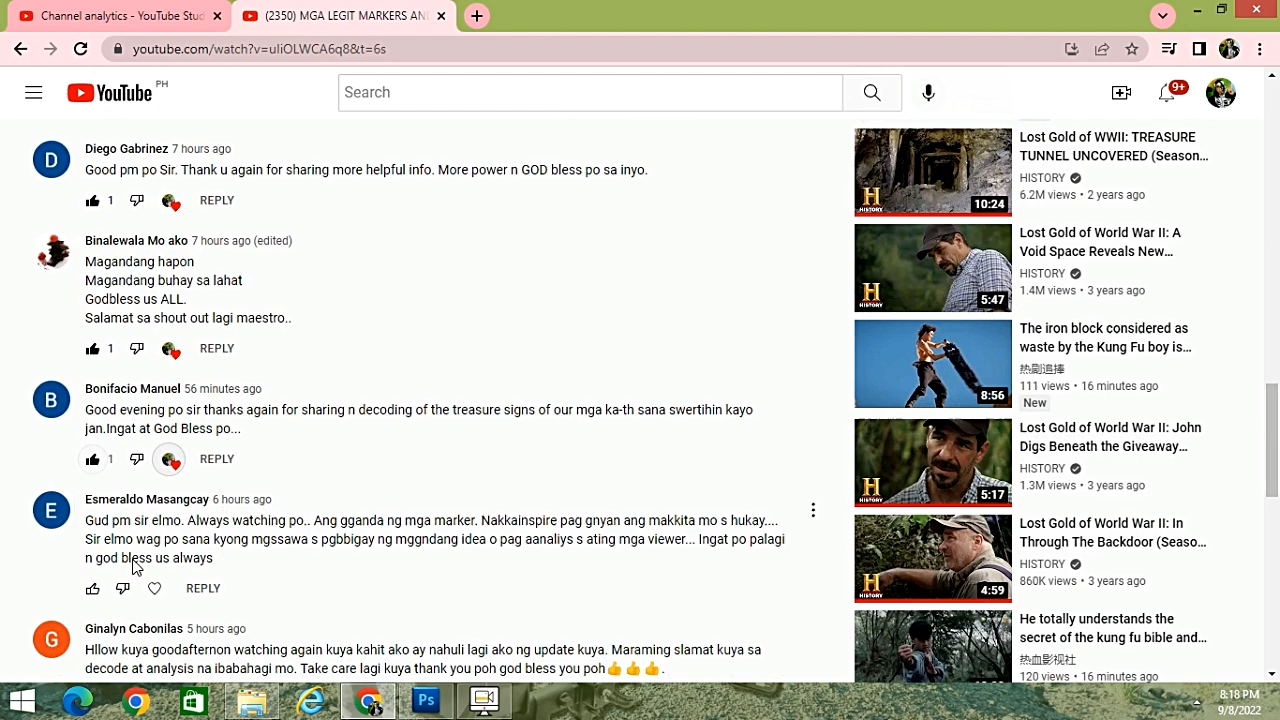 Channel analytics - YouTube Stud
(2350) MGA LEGIT MARKERS AND
youtube.com/watch?v=uIiOLWCA6q8&t=6s
YouTube PH
Search
9+
Diego Gabrinez 7 hours ago
Good pm po Sir. Thank u again for sharing more helpful info. More power n GOD bless po sa inyo.
1 REPLY
Binalewala Mo ako 7 hours ago (edited)
Magandang hapon
Magandang buhay sa lahat
Godbless us ALL.
Salamat sa shout out lagi maestro..
1 REPLY
Bonifacio Manuel 56 minutes ago
Good evening po sir thanks again for sharing n decoding of the treasure signs of our mga ka-th sana swertihin kayo
jan.Ingat at God Bless po...
1 REPLY
Esmeraldo Masangcay 6 hours ago
Gud pm sir elmo. Always watching po.. Ang gganda ng mga marker. Nakkainspire pag gnyan ang makkita mo s hukay....
Sir elmo wag po sana kyong mgssawa s pgbbigay ng mggndang idea o pag aanaliys s ating mga viewer... Ingat po palagi
n god bless us always
REPLY
Ginalyn Cabonilas 5 hours ago
Hllow kuya goodafternon watching again kuya kahit ako ay nahuli lagi ako ng update kuya. Maraming slamat kuya sa
decode at analysis na ibabahagi mo. Take care lagi kuya thank you poh god bless you poh👍👍👍.
D
B
E
G
HISTORY
10:24
Lost Gold of WWII: TREASURE
TUNNEL UNCOVERED (Season...
HISTORY
6.2M views • 2 years ago
HISTORY
5:47
Lost Gold of World War II: A
Void Space Reveals New...
HISTORY
1.4M views • 3 years ago
8:56
The iron block considered as
waste by the Kung Fu boy is...
热剧追捧
111 views • 16 minutes ago
New
HISTORY
5:17
Lost Gold of World War II: John
Digs Beneath the Giveaway...
HISTORY
1.3M views • 3 years ago
HISTORY
4:59
Lost Gold of World War II: In
Through The Backdoor (Seaso...
HISTORY
860K views • 3 years ago
He totally understands the
secret of the kung fu bible and...
热血影视社
120 views • 16 minutes ago
Ps
8:18 PM
9/8/2022